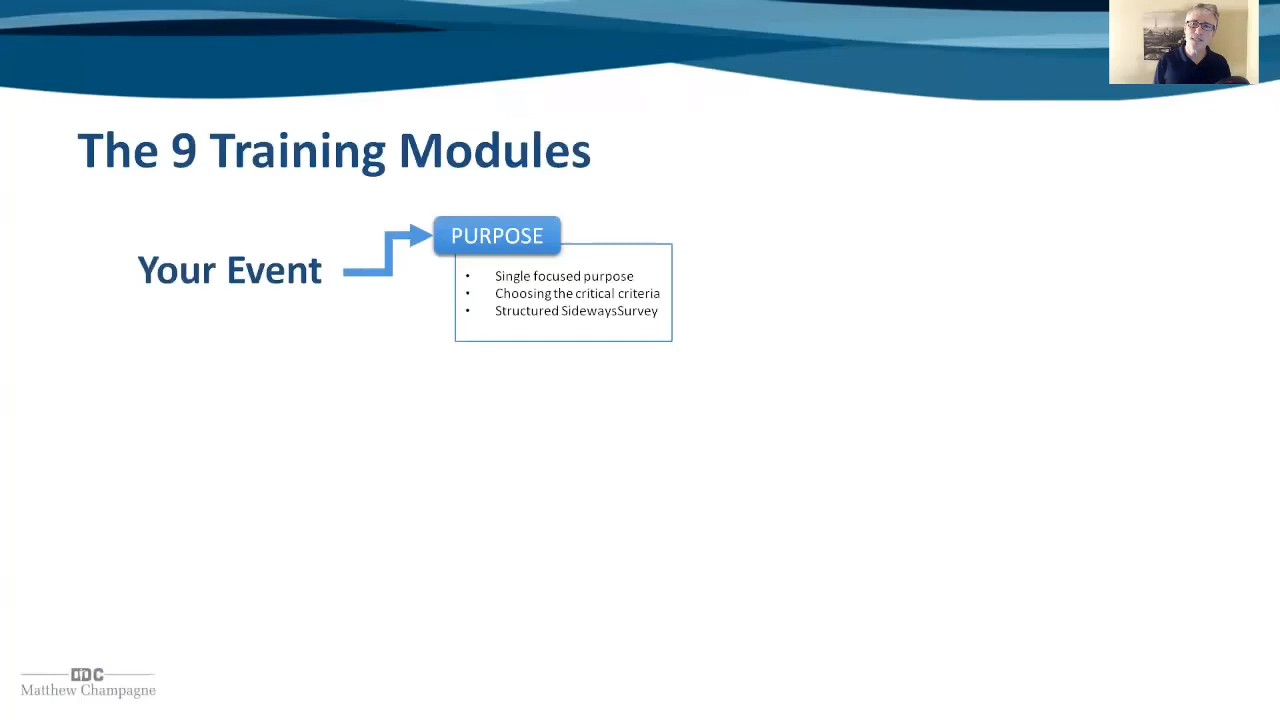 The 9 Training Modules
Your Event
PURPOSE
• Single focused purpose
• Choosing the critical criteria
• Structured SidewaysSurvey
Matthew Champagne